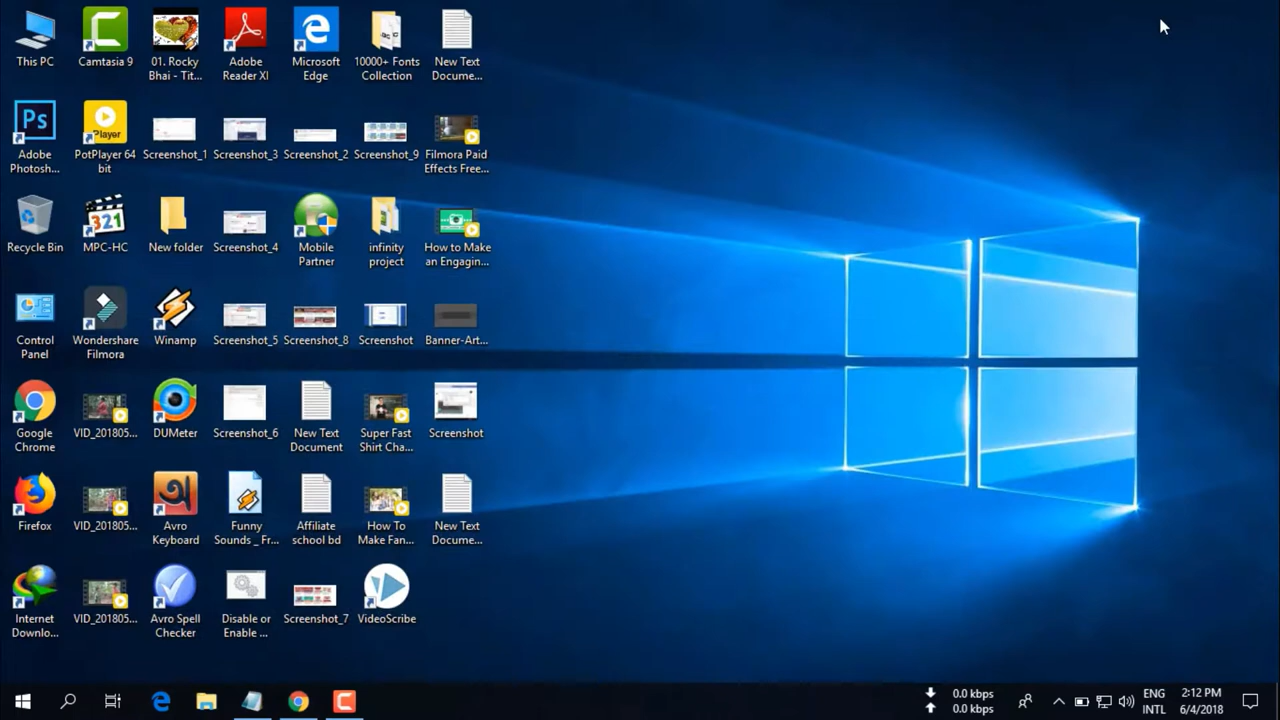 This PC
Camtasia 9
01. Rocky
Bhai - Tit...
Adobe
Reader XI
Microsoft
Edge
10000+ Fonts
Collection
New Text
Docume...
Ps
Player
Adobe
Photosh...
PotPlayer 64
bit
Screenshot_1
Screenshot_3
Screenshot_2
Screenshot_9
Filmora Paid
Effects Free...
321
Recycle Bin
MPC-HC
New folder
Screenshot_4
Mobile
Partner
infinity
project
How to Make
an Engagin...
Control
Panel
Wondershare
Filmora
Winamp
Screenshot_5
Screenshot_8
Screenshot
Banner-Art...
Google
Chrome
VID_201805...
DUMeter
Screenshot_6
New Text
Document
Super Fast
Shirt Cha...
Screenshot
অ
Firefox
VID_201805...
Avro
Keyboard
Funny
Sounds _ Fr...
Affiliate
school bd
How To
Make Fan...
New Text
Docume...
Internet
Downlo...
VID_201805...
Avro Spell
Checker
Disable or
Enable ...
Screenshot_7
VideoScribe
0.0 kbps
0.0 kbps
ENG
INTL
2:12 PM
6/4/2018